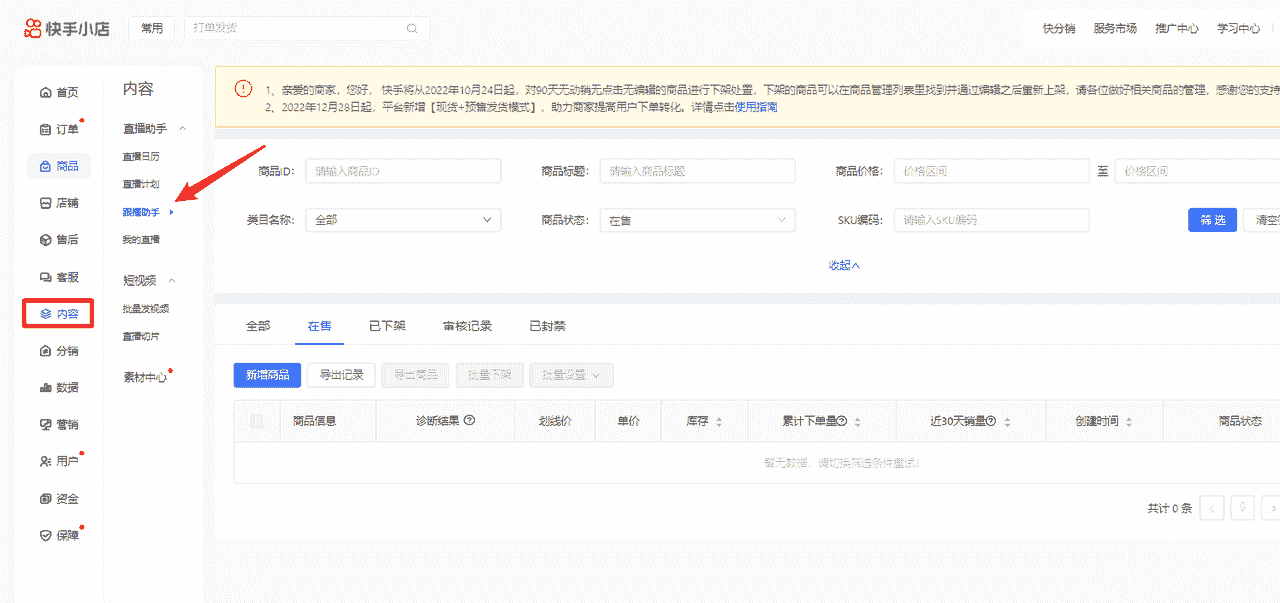 快手小店 常用 打单发货 快分销 服务市场 推广中心 学习中心
首页
订单
商品
店铺
售后
客服
内容
分销
数据
营销
用户
资金
保障
内容
直播助手
直播日历
直播计划
跟播助手
我的直播
短视频
批量发视频
直播切片
素材中心
1、亲爱的商家，您好， 快手将从2022年10月24日起，对90天无动销无点击无编辑的商品进行下架处置，下架的商品可以在商品管理列表里找到并通过编辑之后重新上架，请各位做好相关商品的管理，感谢您的支持
2、2022年12月28日起，平台新增【现货+预售发货模式】，助力商家提高用户下单转化。详情点击使用指南
商品ID: 请输入商品ID 商品标题: 请输入商品标题 商品价格: 价格区间 至 价格区间
类目名称: 全部 商品状态: 在售 SKU编码: 请输入SKU编码 筛 选 清空
收起
全部 在售 已下架 审核记录 已封禁
新增商品 导出记录 导出商品 批量下架 批量设置
商品信息 诊断结果 划线价 单价 库存 累计下单量 近30天销量 创建时间 商品状态
暂无数据，请切换筛选条件重试!
共计 0 条 < 0 >